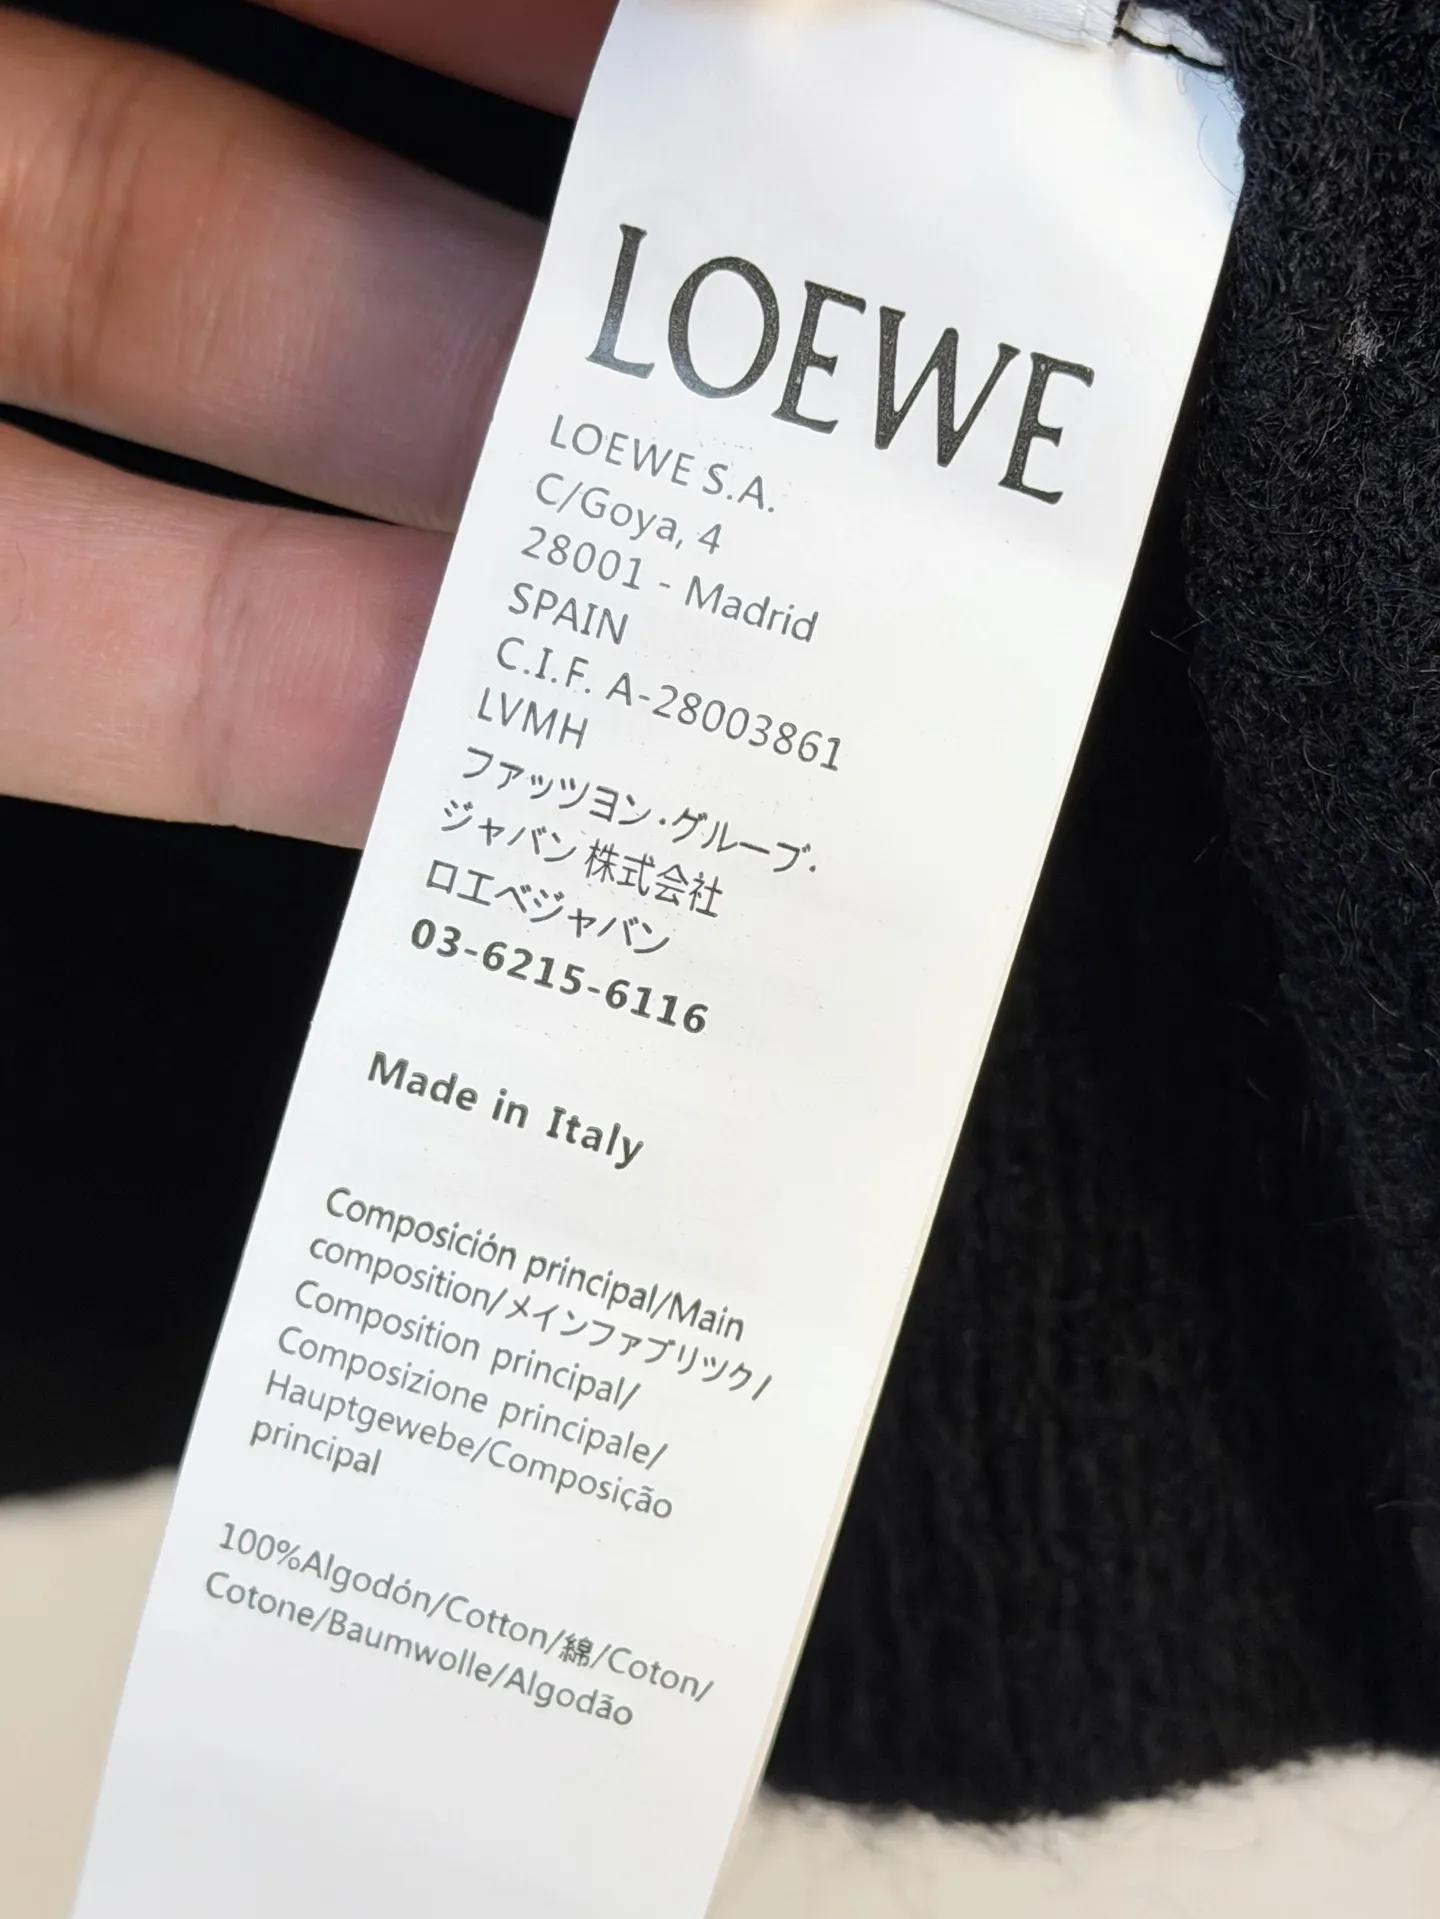 LOEWE
LOEWE S.A.
C/Goya, 4
28001 - Madrid
SPAIN
C.I.F. A-28003861
LVMH
ファッツヨン・グループ・
ジャバン 株式会社
ロエベジャバン
03-6215-6116
Made in Italy
Composición principal/Main
composition/メインファブリツク/
Composition principal/
Composizione principale/
Hauptgewebe/Composição
principal
100%Algodón/Cotton/綿/Coton/
Cotone/Baumwolle/Algodão